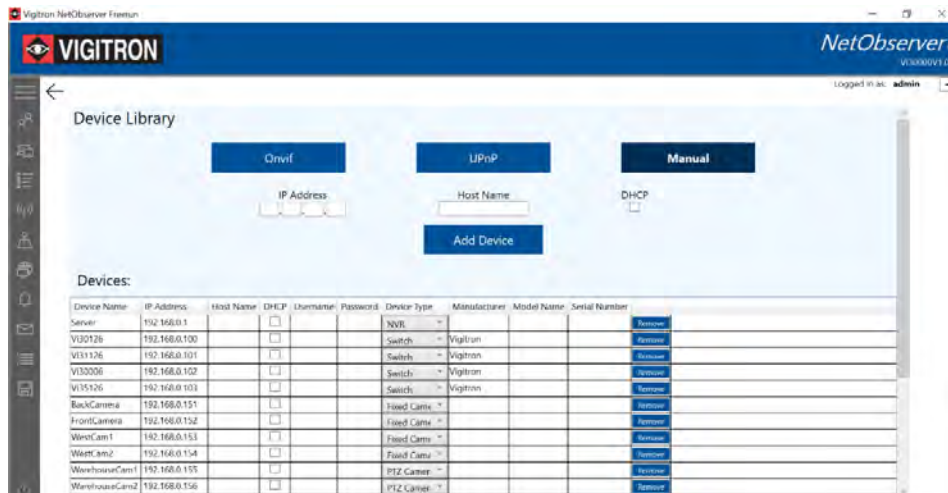 Vigitron NetObserver Freerun
VIGITRON
NetObserver
VI30000V1.0
Logged in as: admin
Device Library
Onvif UPnP Manual
IP Address Host Name DHCP
Add Device
Devices:
Device Name IP Address Host Name DHCP Username Password Device Type Manufacturer Model Name Serial Number
Server 192.168.0.1 NVR Remove
VI30126 192.168.0.100 Switch Vigitron Remove
VI31126 192.168.0.101 Switch Vigitron Remove
VI30006 192.168.0.102 Switch Vigitron Remove
VI35126 192.168.0.103 Switch Vigitron Remove
BackCamera 192.168.0.151 Fixed Came Remove
FrontCamera 192.168.0.152 Fixed Came Remove
WestCam1 192.168.0.153 Fixed Came Remove
WestCam2 192.168.0.154 Fixed Came Remove
WarehouseCam1 192.168.0.155 PTZ Camer Remove
WarehouseCam2 192.168.0.156 PTZ Camer Remove